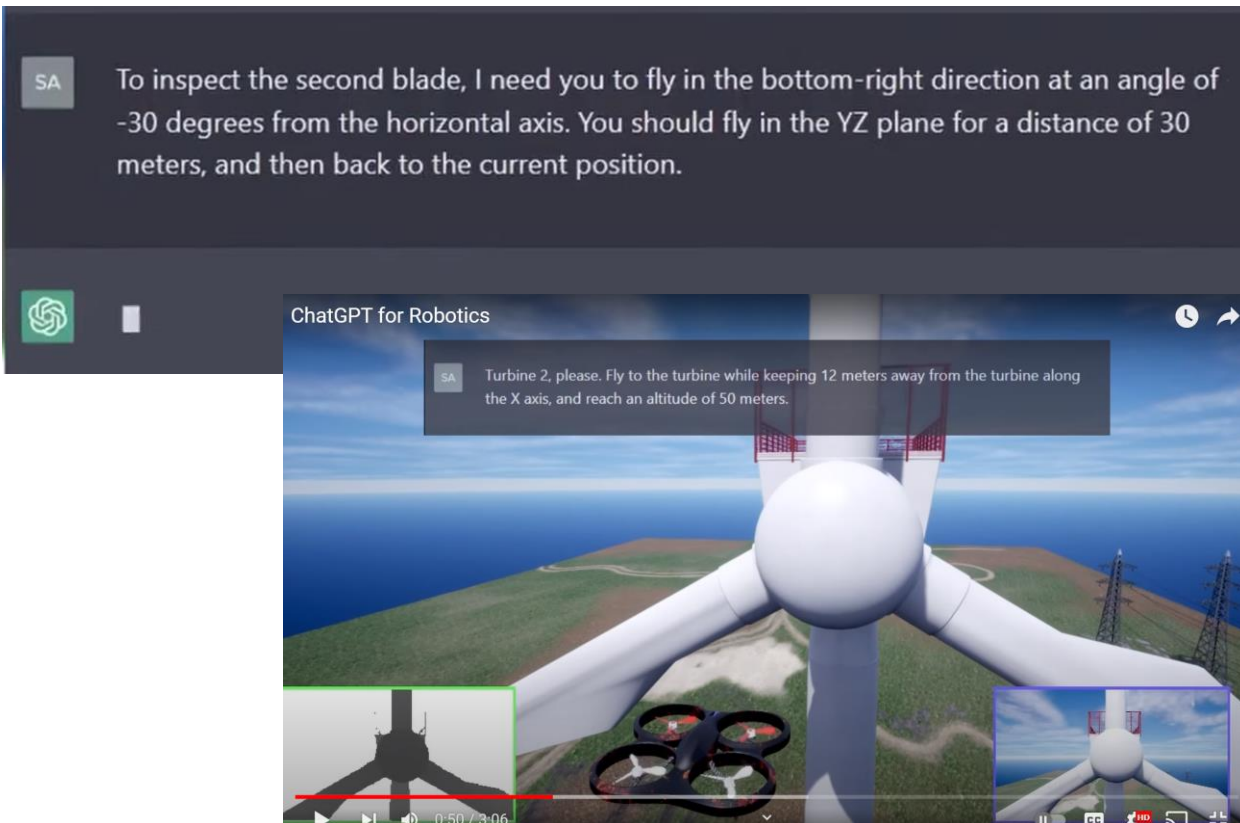 SA
To inspect the second blade, I need you to fly in the bottom-right direction at an angle of
-30 degrees from the horizontal axis. You should fly in the YZ plane for a distance of 30
meters, and then back to the current position.
ChatGPT for Robotics
SA
Turbine 2, please. Fly to the turbine while keeping 12 meters away from the turbine along
the X axis, and reach an altitude of 50 meters.
0:50 / 3:06
CC
HD